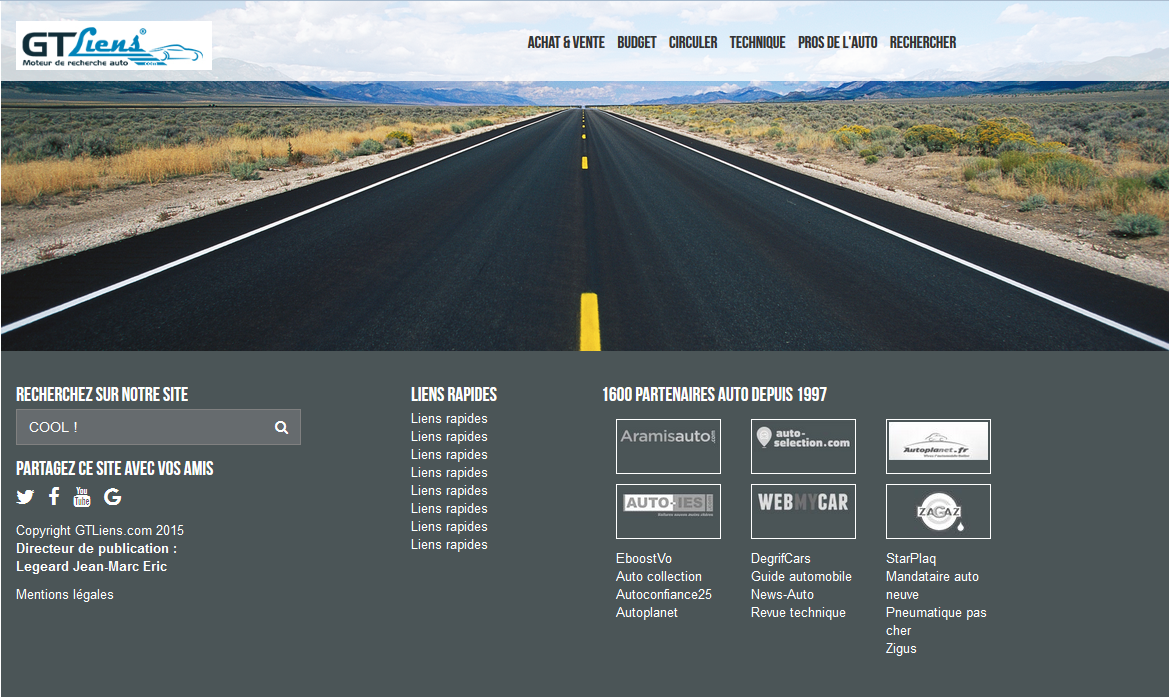 GTLiens®
.com
Moteur de recherche auto
ACHAT & VENTE BUDGET CIRCULER TECHNIQUE PROS DE L'AUTO RECHERCHER
RECHERCHEZ SUR NOTRE SITE
COOL !
PARTAGEZ CE SITE AVEC VOS AMIS
You
Tube
G
Copyright GTLiens.com 2015
Directeur de publication :
Legeard Jean-Marc Eric
Mentions légales
LIENS RAPIDES
Liens rapides
Liens rapides
Liens rapides
Liens rapides
Liens rapides
Liens rapides
Liens rapides
Liens rapides
1600 PARTENAIRES AUTO DEPUIS 1997
Aramisauto
auto-
selection.com
Autoplanet.fr
AUTO-IES
WEBMYCAR
ZAGAZ
EboostVo
Auto collection
Autoconfiance25
Autoplanet
DegrifCars
Guide automobile
News-Auto
Revue technique
StarPlaq
Mandataire auto
neuve
Pneumatique pas
cher
Zigus